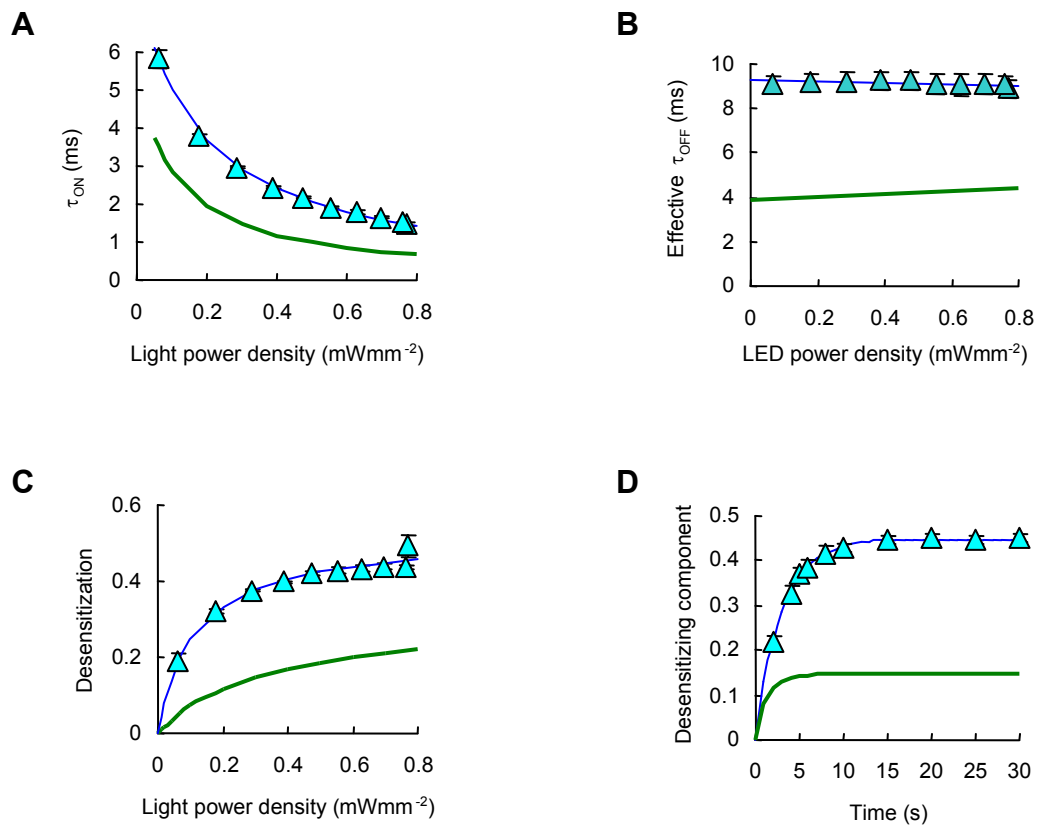 A
τON (ms)
6
5
4
3
2
1
0
0 0.2 0.4 0.6 0.8
Light power density (mWmm-2)
B
Effective τOFF (ms)
10
8
6
4
2
0
0 0.2 0.4 0.6 0.8
LED power density (mWmm-2)
C
Desensitization
0.6
0.4
0.2
0
0 0.2 0.4 0.6 0.8
Light power density (mWmm-2)
D
Desensitizing component
0.5
0.4
0.3
0.2
0.1
0
0 5 10 15 20 25 30
Time (s)